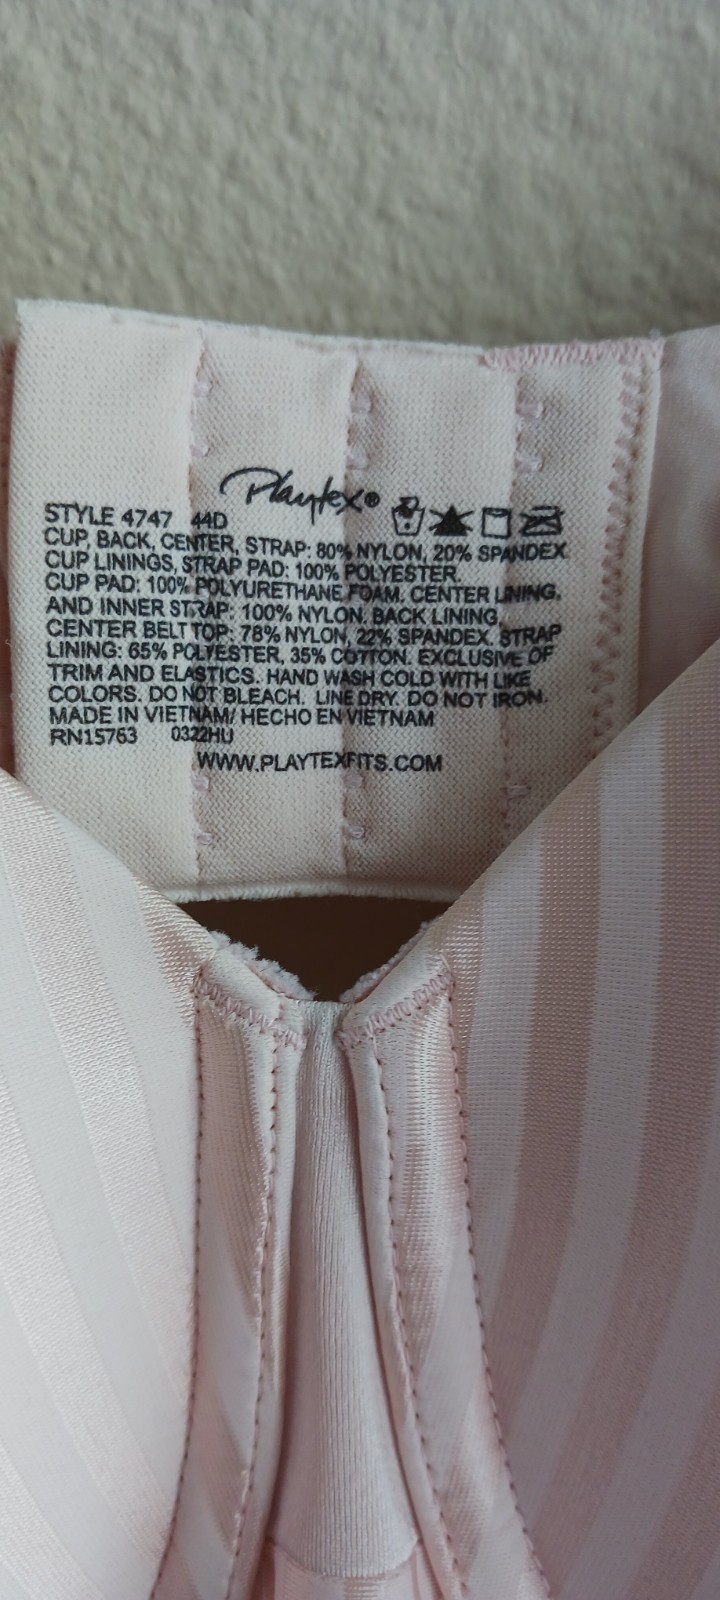 Playtex®
STYLE 4747 44D
CUP, BACK, CENTER, STRAP: 80% NYLON, 20% SPANDEX
CUP LININGS, STRAP PAD: 100% POLYESTER.
CUP PAD: 100% POLYURETHANE FOAM. CENTER LINING,
AND INNER STRAP: 100% NYLON. BACK LINING,
CENTER BELT TOP: 78% NYLON, 22% SPANDEX. STRAP
LINING: 65% POLYESTER, 35% COTTON. EXCLUSIVE OF
TRIM AND ELASTICS. HAND WASH COLD WITH LIKE
COLORS. DO NOT BLEACH. LINE DRY. DO NOT IRON.
MADE IN VIETNAM/ HECHO EN VIETNAM
RN15763 0322HU
WWW.PLAYTEXFITS.COM